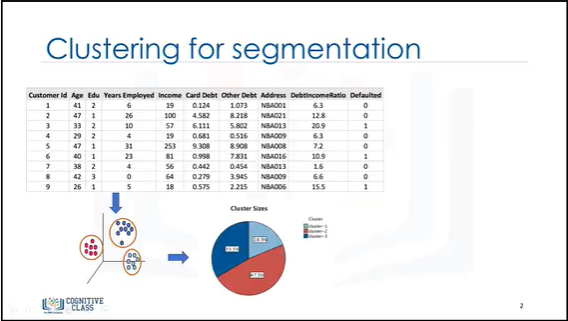 Clustering for segmentation
Customer Id Age Edu Years Employed Income Card Debt Other Debt Address DebtIncomeRatio Defaulted
1 41 2 6 19 0.124 1.073 NBA001 6.3 0
2 47 1 26 100 4.582 8.218 NBA021 12.8 0
3 33 2 10 57 6.111 5.802 NBA013 20.9 1
4 29 2 4 19 0.681 0.516 NBA009 6.3 0
5 47 1 31 253 9.308 8.908 NBA008 7.2 0
6 40 1 23 81 0.998 7.831 NBA016 10.9 1
7 38 2 4 56 0.442 0.454 NBA013 1.6 0
8 42 3 0 64 0.279 3.945 NBA009 6.6 0
9 26 1 5 18 0.575 2.215 NBA006 15.5 1
Cluster Sizes
Cluster
cluster-1
cluster-2
cluster-3
COGNITIVE
CLASS
2